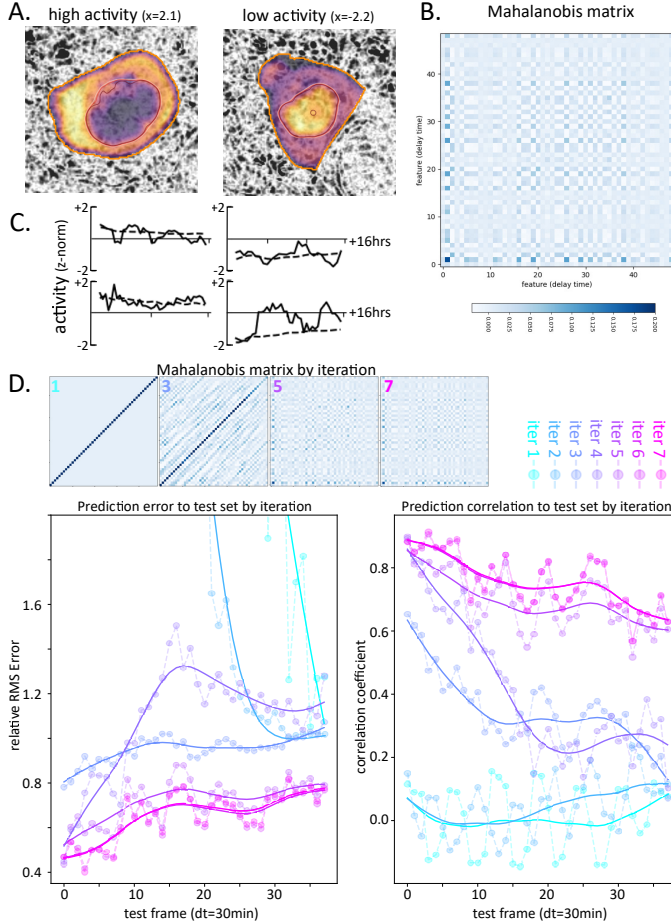 A.
high activity (x=2.1)
low activity (x=-2.2)
B.
Mahalanobis matrix
feature (delay time)
40
30
20
10
0
0 10 20 30 40
feature (delay time)
0.000 0.025 0.050 0.075 0.100 0.125 0.150 0.175 0.200
C.
activity (z-norm)
+2
-2
+2
-2
+16hrs
+2
-2
+2
-2
+16hrs
D.
Mahalanobis matrix by iteration
1 3 5 7
iter 1
iter 2
iter 3
iter 4
iter 5
iter 6
iter 7
Prediction error to test set by iteration
relative RMS Error
1.6
1.2
0.8
0.4
0 10 20 30
test frame (dt=30min)
Prediction correlation to test set by iteration
correlation coefficient
0.8
0.6
0.4
0.2
0.0
0 10 20 30
test frame (dt=30min)